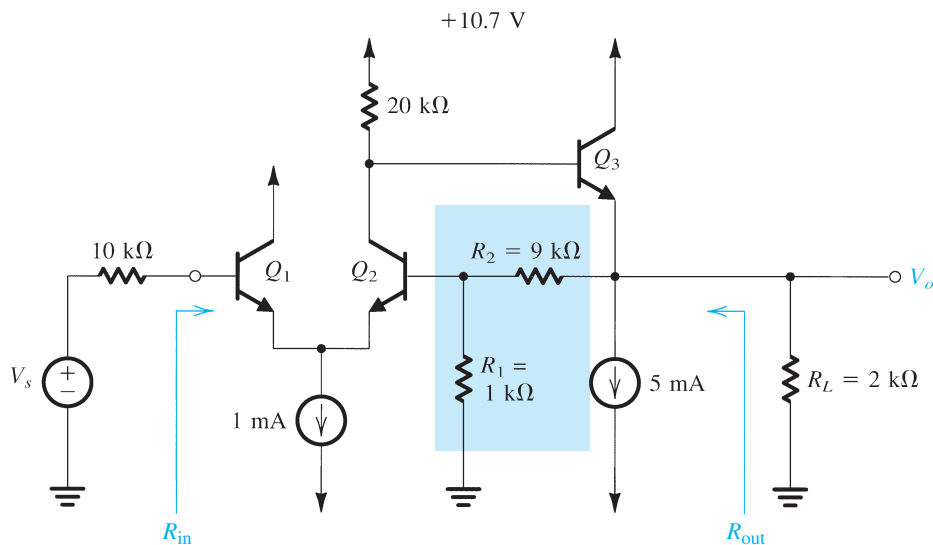 +10.7 V
20 kΩ
Q3
10 kΩ
Q1
Q2
R2 = 9 kΩ
Vo
Vs
+
−
1 mA
R1 =
1 kΩ
5 mA
RL = 2 kΩ
Rin
Rout